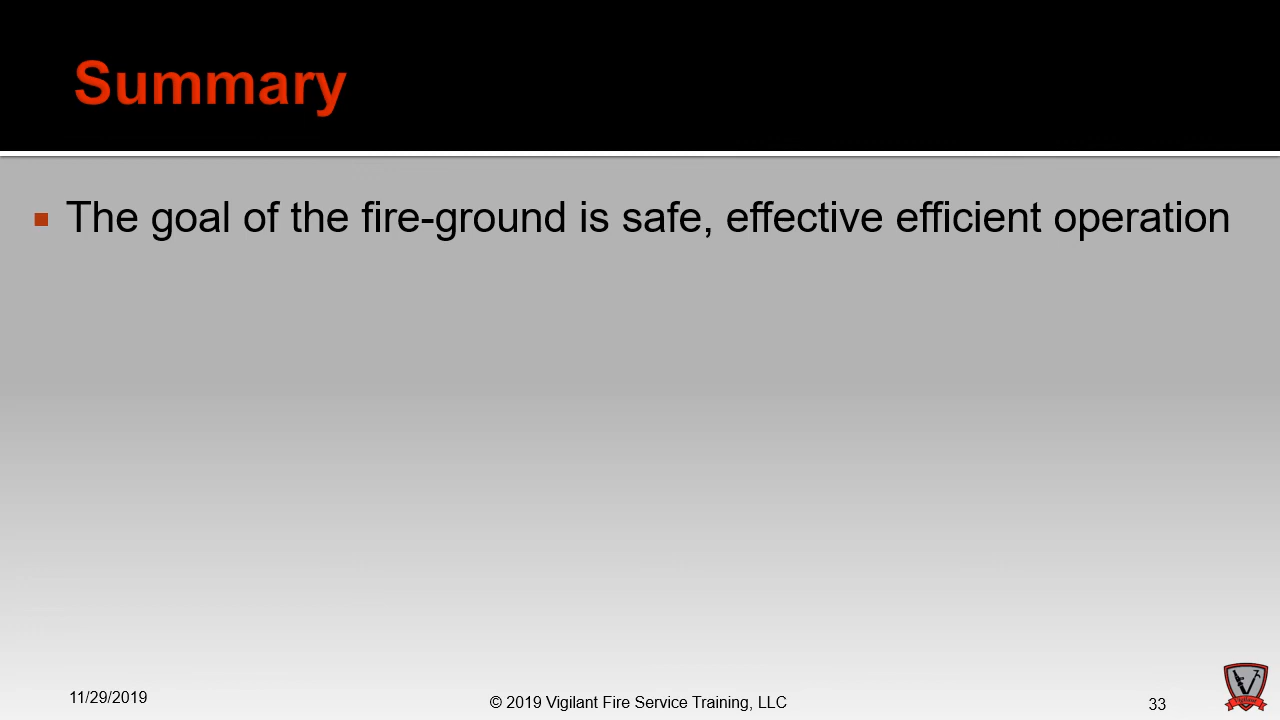 Summary
The goal of the fire-ground is safe, effective efficient operation
11/29/2019
© 2019 Vigilant Fire Service Training, LLC
33
Vigilant